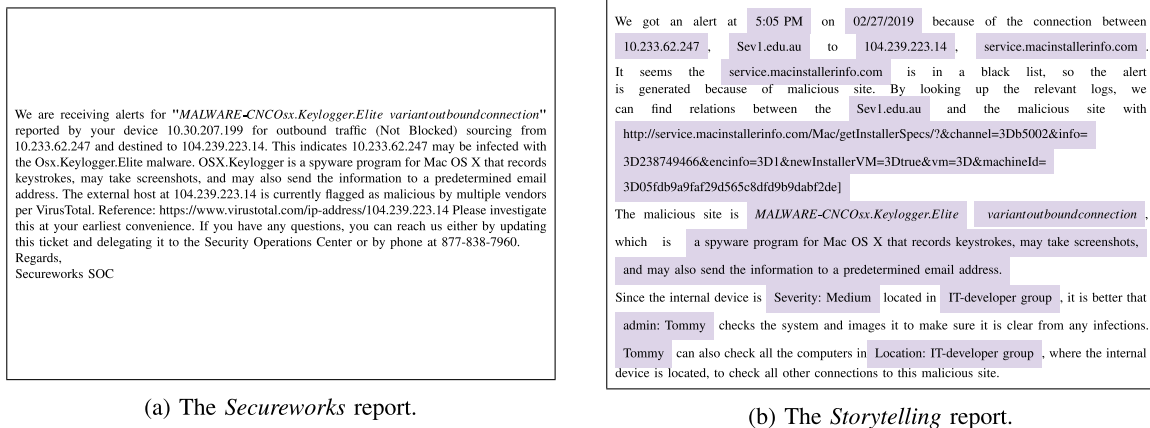 We are receiving alerts for "MALWARE-CNCOsx.Keylogger.Elite variantoutboundconnection"
reported by your device 10.30.207.199 for outbound traffic (Not Blocked) sourcing from
10.233.62.247 and destined to 104.239.223.14. This indicates 10.233.62.247 may be infected with
the Osx.Keylogger.Elite malware. OSX.Keylogger is a spyware program for Mac OS X that records
keystrokes, may take screenshots, and may also send the information to a predetermined email
address. The external host at 104.239.223.14 is currently flagged as malicious by multiple vendors
per VirusTotal. Reference: https://www.virustotal.com/ip-address/104.239.223.14 Please investigate
this at your earliest convenience. If you have any questions, you can reach us either by updating
this ticket and delegating it to the Security Operations Center or by phone at 877-838-7960.
Regards,
Secureworks SOC
(a) The Secureworks report.
We got an alert at 5:05 PM on 02/27/2019 because of the connection between
10.233.62.247 , Sev1.edu.au to 104.239.223.14 , service.macinstallerinfo.com .
It seems the service.macinstallerinfo.com is in a black list, so the alert
is generated because of malicious site. By looking up the relevant logs, we
can find relations between the Sev1.edu.au and the malicious site with
http://service.macinstallerinfo.com/Mac/getInstallerSpecs/?&channel=3Db5002&info=
3D238749466&encinfo=3D1&newInstallerVM=3Dtrue&vm=3D&machineId=
3D05fdb9a9faf29d565c8dfd9b9dabf2de]
The malicious site is MALWARE-CNCOsx.Keylogger.Elite variantoutboundconnection ,
which is a spyware program for Mac OS X that records keystrokes, may take screenshots,
and may also send the information to a predetermined email address.
Since the internal device is Severity: Medium located in IT-developer group , it is better that
admin: Tommy checks the system and images it to make sure it is clear from any infections.
Tommy can also check all the computers in Location: IT-developer group , where the internal
device is located, to check all other connections to this malicious site.
(b) The Storytelling report.